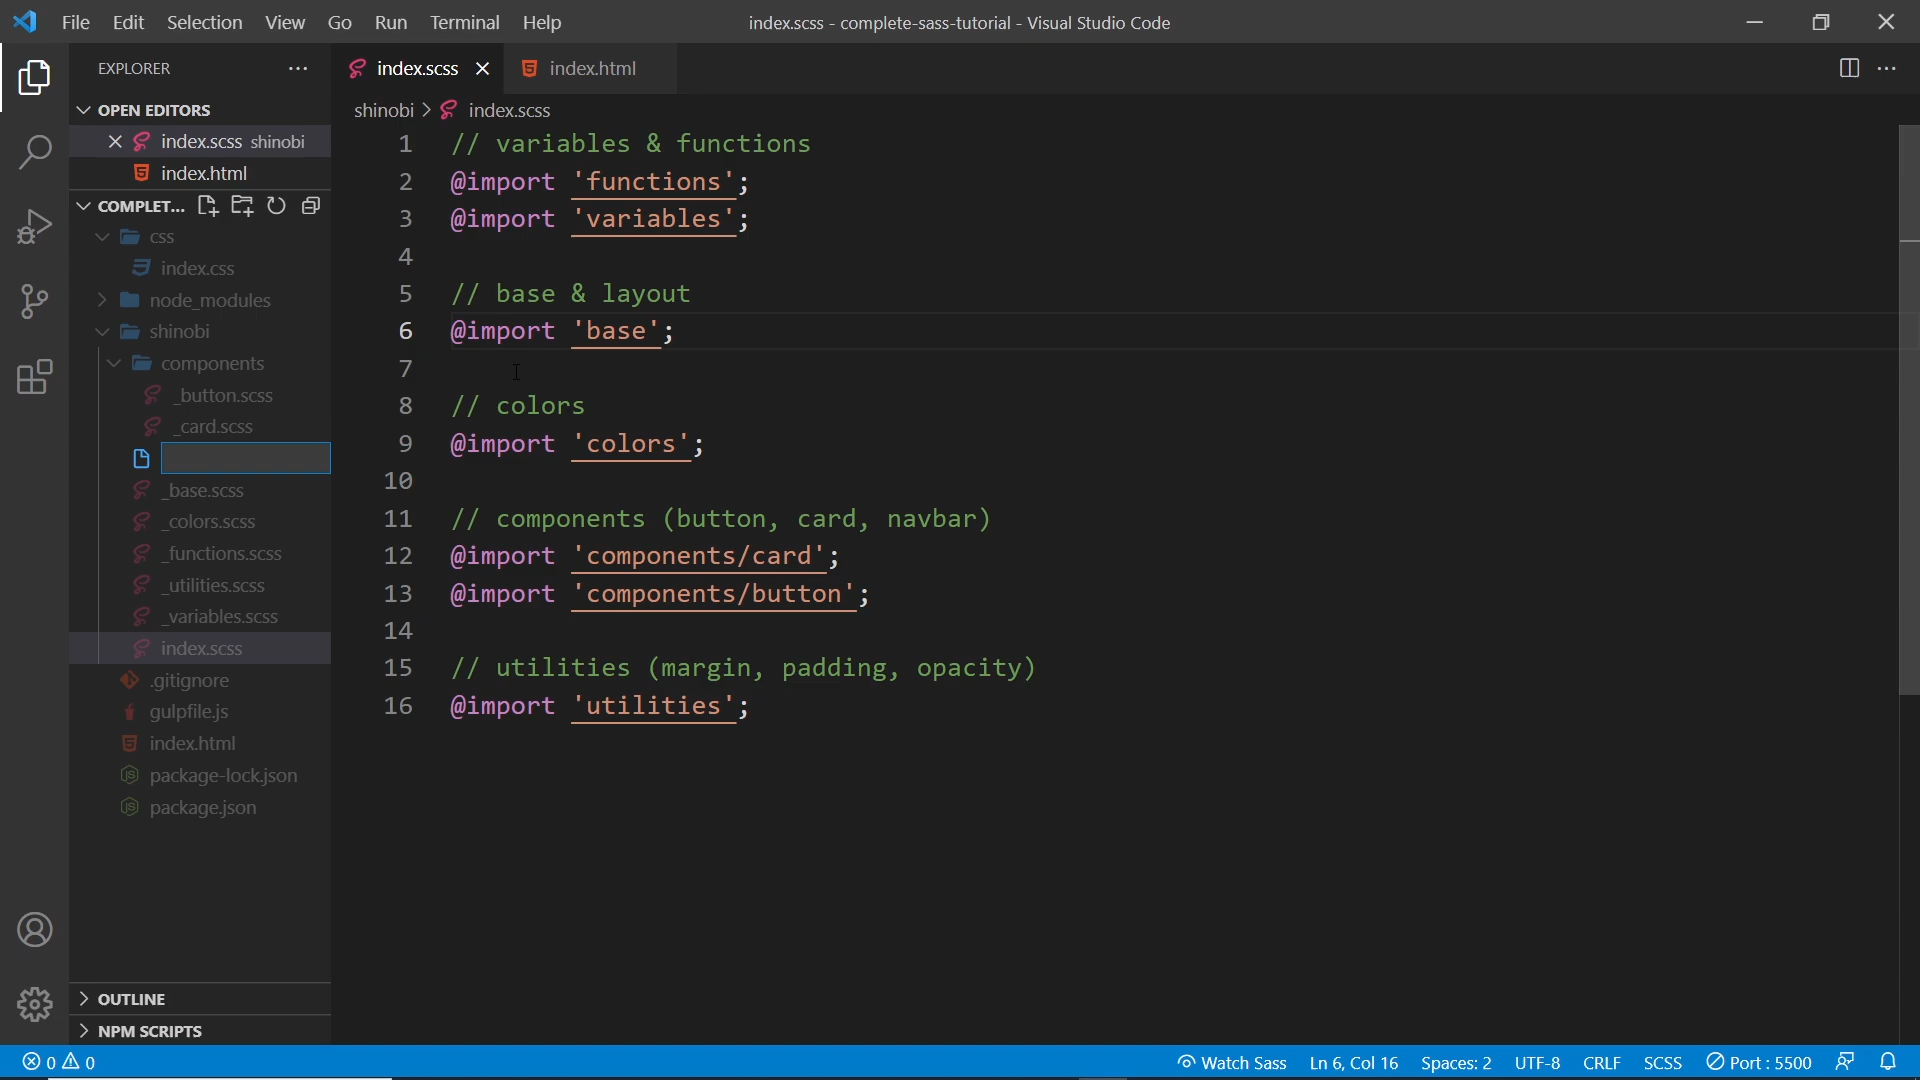 File Edit Selection View Go Run Terminal Help
index.scss - complete-sass-tutorial - Visual Studio Code
EXPLORER
index.scss
index.html
OPEN EDITORS
index.scss shinobi
index.html
COMPLET...
css
index.css
node_modules
shinobi
components
_button.scss
_card.scss
_base.scss
_colors.scss
_functions.scss
_utilities.scss
_variables.scss
index.scss
.gitignore
gulpfile.js
index.html
package-lock.json
package.json
OUTLINE
NPM SCRIPTS
shinobi > index.scss
1 // variables & functions
2 @import 'functions';
3 @import 'variables';
4
5 // base & layout
6 @import 'base';
7
8 // colors
9 @import 'colors';
10
11 // components (button, card, navbar)
12 @import 'components/card';
13 @import 'components/button';
14
15 // utilities (margin, padding, opacity)
16 @import 'utilities';
0 0
Watch Sass Ln 6, Col 16 Spaces: 2 UTF-8 CRLF SCSS Port : 5500